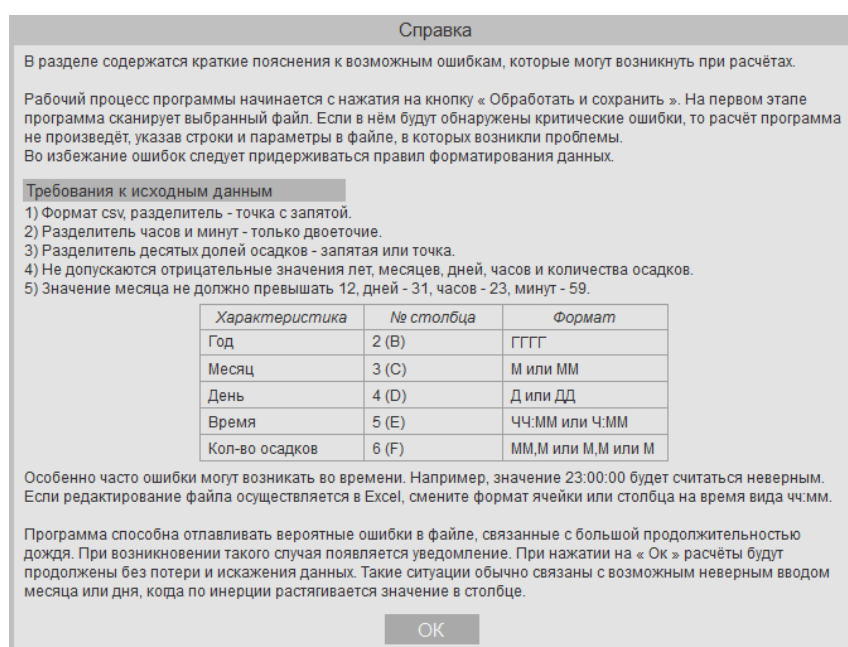 Справка
В разделе содержатся краткие пояснения к возможным ошибкам, которые могут возникнуть при расчётах.
Рабочий процесс программы начинается с нажатия на кнопку « Обработать и сохранить ». На первом этапе
программа сканирует выбранный файл. Если в нём будут обнаружены критические ошибки, то расчёт программа
не произведёт, указав строки и параметры в файле, в которых возникли проблемы.
Во избежание ошибок следует придерживаться правил форматирования данных.
Требования к исходным данным
1) Формат csv, разделитель - точка с запятой.
2) Разделитель часов и минут - только двоеточие.
3) Разделитель десятых долей осадков - запятая или точка.
4) Не допускаются отрицательные значения лет, месяцев, дней, часов и количества осадков.
5) Значение месяца не должно превышать 12, дней - 31, часов - 23, минут - 59.
Характеристика № столбца Формат
Год 2 (B) ГГГГ
Месяц 3 (C) М или ММ
День 4 (D) Д или ДД
Время 5 (E) ЧЧ:ММ или Ч:ММ
Кол-во осадков 6 (F) ММ,М или М,М или М
Особенно часто ошибки могут возникать во времени. Например, значение 23:00:00 будет считаться неверным.
Если редактирование файла осуществляется в Excel, смените формат ячейки или столбца на время вида чч:мм.
Программа способна отлавливать вероятные ошибки в файле, связанные с большой продолжительностью
дождя. При возникновении такого случая появляется уведомление. При нажатии на « Ок » расчёты будут
продолжены без потери и искажения данных. Такие ситуации обычно связаны с возможным неверным вводом
месяца или дня, когда по инерции растягивается значение в столбце.
OK